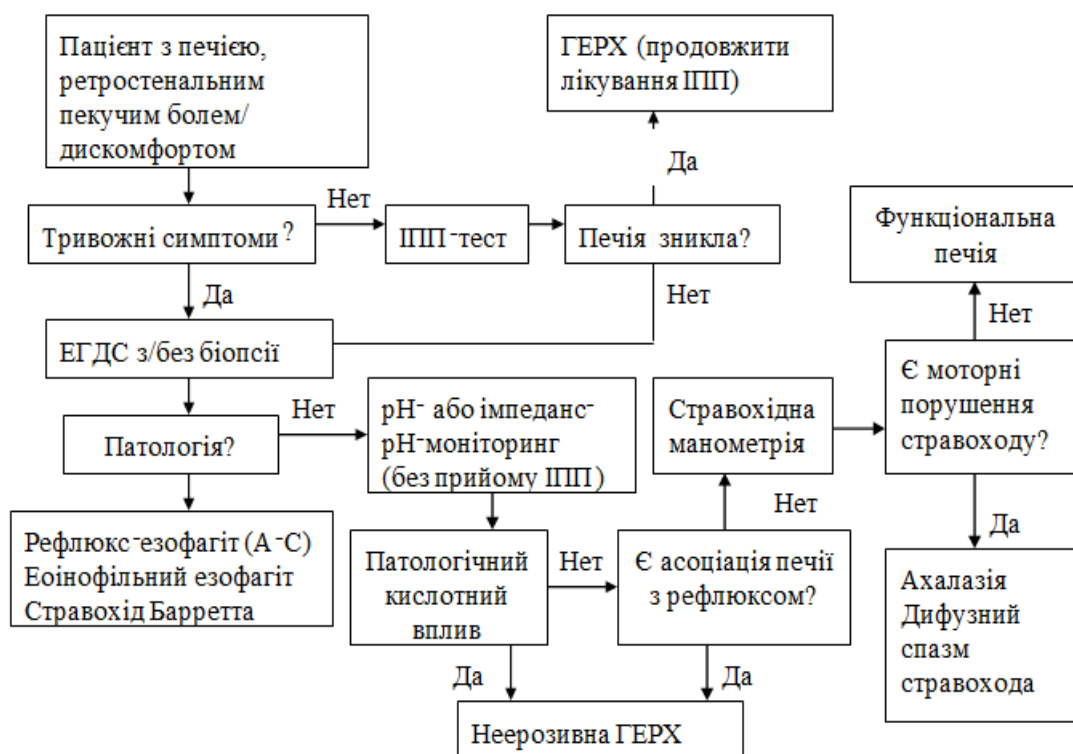 Пацієнт з печією,
ретростенальним
пекучим болем/
дискомфортом
ГЕРХ (продовжити
лікування ІПП)
Да
Нет
Тривожні симптоми?
ІПП-тест
Печія зникла?
Функціональна
печія
Да
Нет
Нет
ЕГДС з/без біопсії
Є моторні
порушення
стравоходу?
Нет
рН- або імпеданс-
рН-моніторинг
(без прийому ІПП)
Стравохідна
манометрія
Патологія?
Нет
Да
Рефлюкс-езофагіт (А-С)
Еоінофільний езофагіт
Стравохід Барретта
Патологічний
кислотний
вплив
Нет
Є асоціація печії
з рефлюксом?
Ахалазія
Дифузний
спазм
стравохода
Да
Да
Неерозивна ГЕРХ